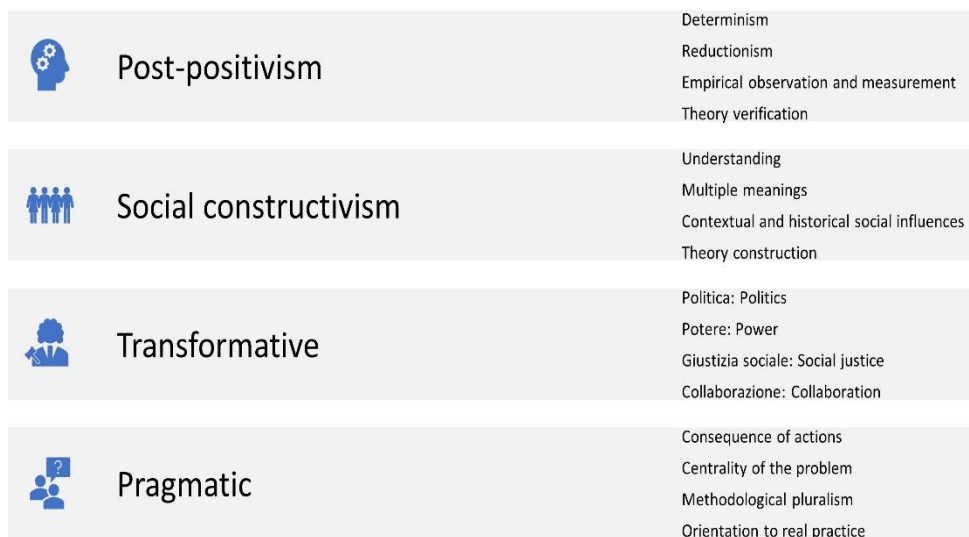 Post-positivism
Determinism
Reductionism
Empirical observation and measurement
Theory verification
Social constructivism
Understanding
Multiple meanings
Contextual and historical social influences
Theory construction
Transformative
Politica: Politics
Potere: Power
Giustizia sociale: Social justice
Collaborazione: Collaboration
?
Pragmatic
Consequence of actions
Centrality of the problem
Methodological pluralism
Orientation to real practice